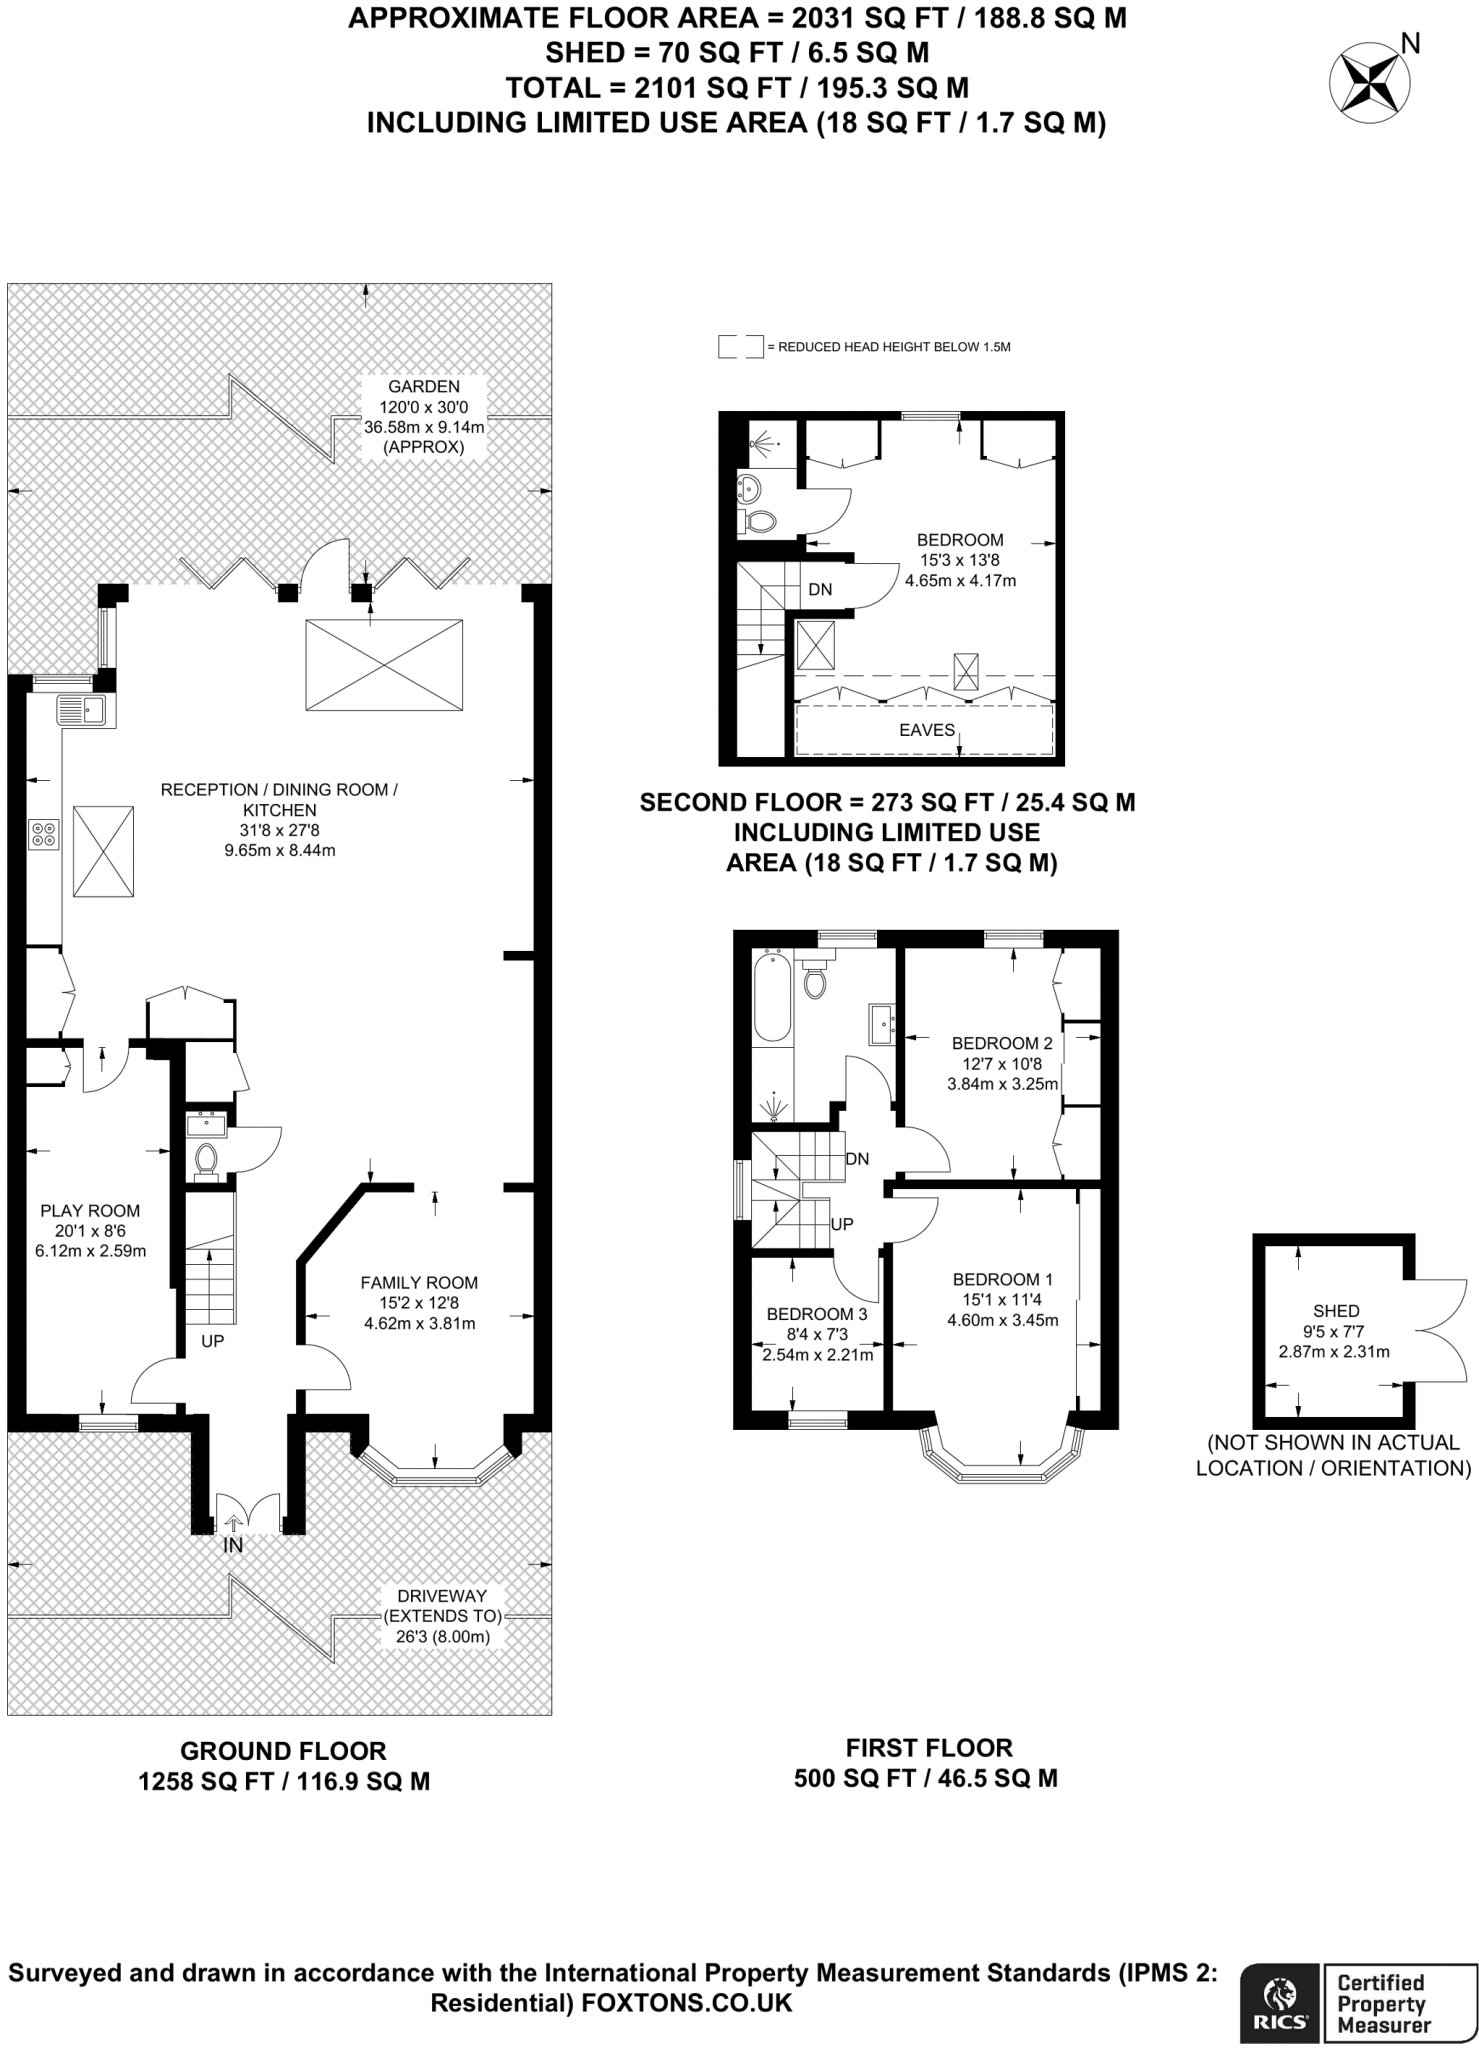 APPROXIMATE FLOOR AREA = 2031 SQ FT / 188.8 SQ M
SHED = 70 SQ FT / 6.5 SQ M
TOTAL = 2101 SQ FT / 195.3 SQ M
INCLUDING LIMITED USE AREA (18 SQ FT / 1.7 SQ M)
N
GARDEN
120'0 x 30'0
36.58m x 9.14m
(APPROX)
RECEPTION / DINING ROOM /
KITCHEN
31'8 x 27'8
9.65m x 8.44m
PLAY ROOM
20'1 x 8'6
6.12m x 2.59m
UP
FAMILY ROOM
15'2 x 12'8
4.62m x 3.81m
IN
DRIVEWAY
(EXTENDS TO)
26'3 (8.00m)
GROUND FLOOR
1258 SQ FT / 116.9 SQ M
= REDUCED HEAD HEIGHT BELOW 1.5M
BEDROOM
15'3 x 13'8
4.65m x 4.17m
DN
EAVES
SECOND FLOOR = 273 SQ FT / 25.4 SQ M
INCLUDING LIMITED USE
AREA (18 SQ FT / 1.7 SQ M)
BEDROOM 2
12'7 x 10'8
3.84m x 3.25m
DN
UP
BEDROOM 1
15'1 x 11'4
4.60m x 3.45m
BEDROOM 3
8'4 x 7'3
2.54m x 2.21m
FIRST FLOOR
500 SQ FT / 46.5 SQ M
SHED
9'5 x 7'7
2.87m x 2.31m
(NOT SHOWN IN ACTUAL
LOCATION / ORIENTATION)
Surveyed and drawn in accordance with the International Property Measurement Standards (IPMS 2:
Residential) FOXTONS.CO.UK
RICS
Certified
Property
Measurer